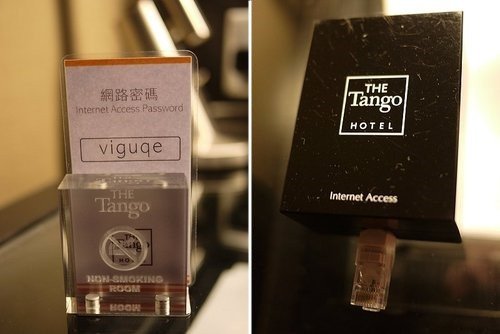 網路密碼
Internet Access Password
viguqe
THE
Tango
NON-SMOKING
ROOM
THE
Tango
HOTEL
Internet Access